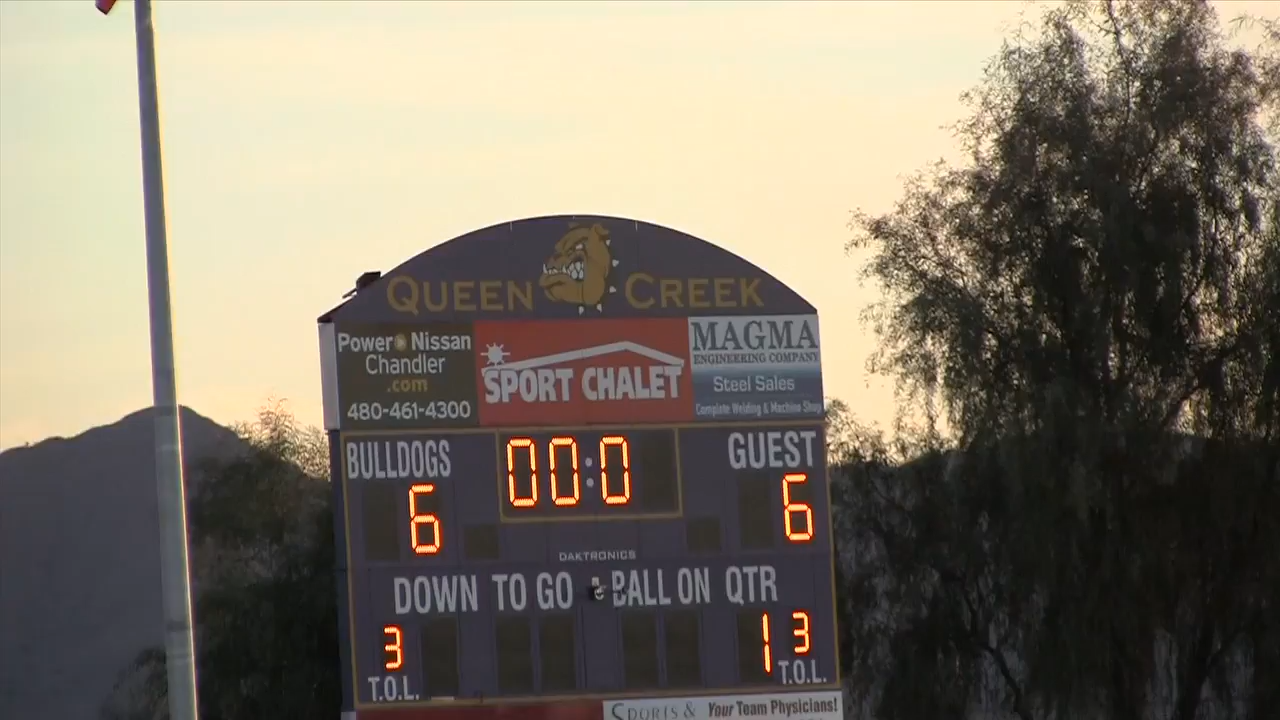 QUEEN CREEK
Power Nissan
Chandler
.com
480-461-4300
SPORT CHALET
MAGMA
ENGINEERING COMPANY
Steel Sales
Complete Welding & Machine Shop
BULLDOGS 00:0 GUEST
6 6
DAKTRONICS
DOWN TO GO BALL ON QTR
3 1 3
T.O.L. T.O.L.
SPORTS & Your Team Physicians!